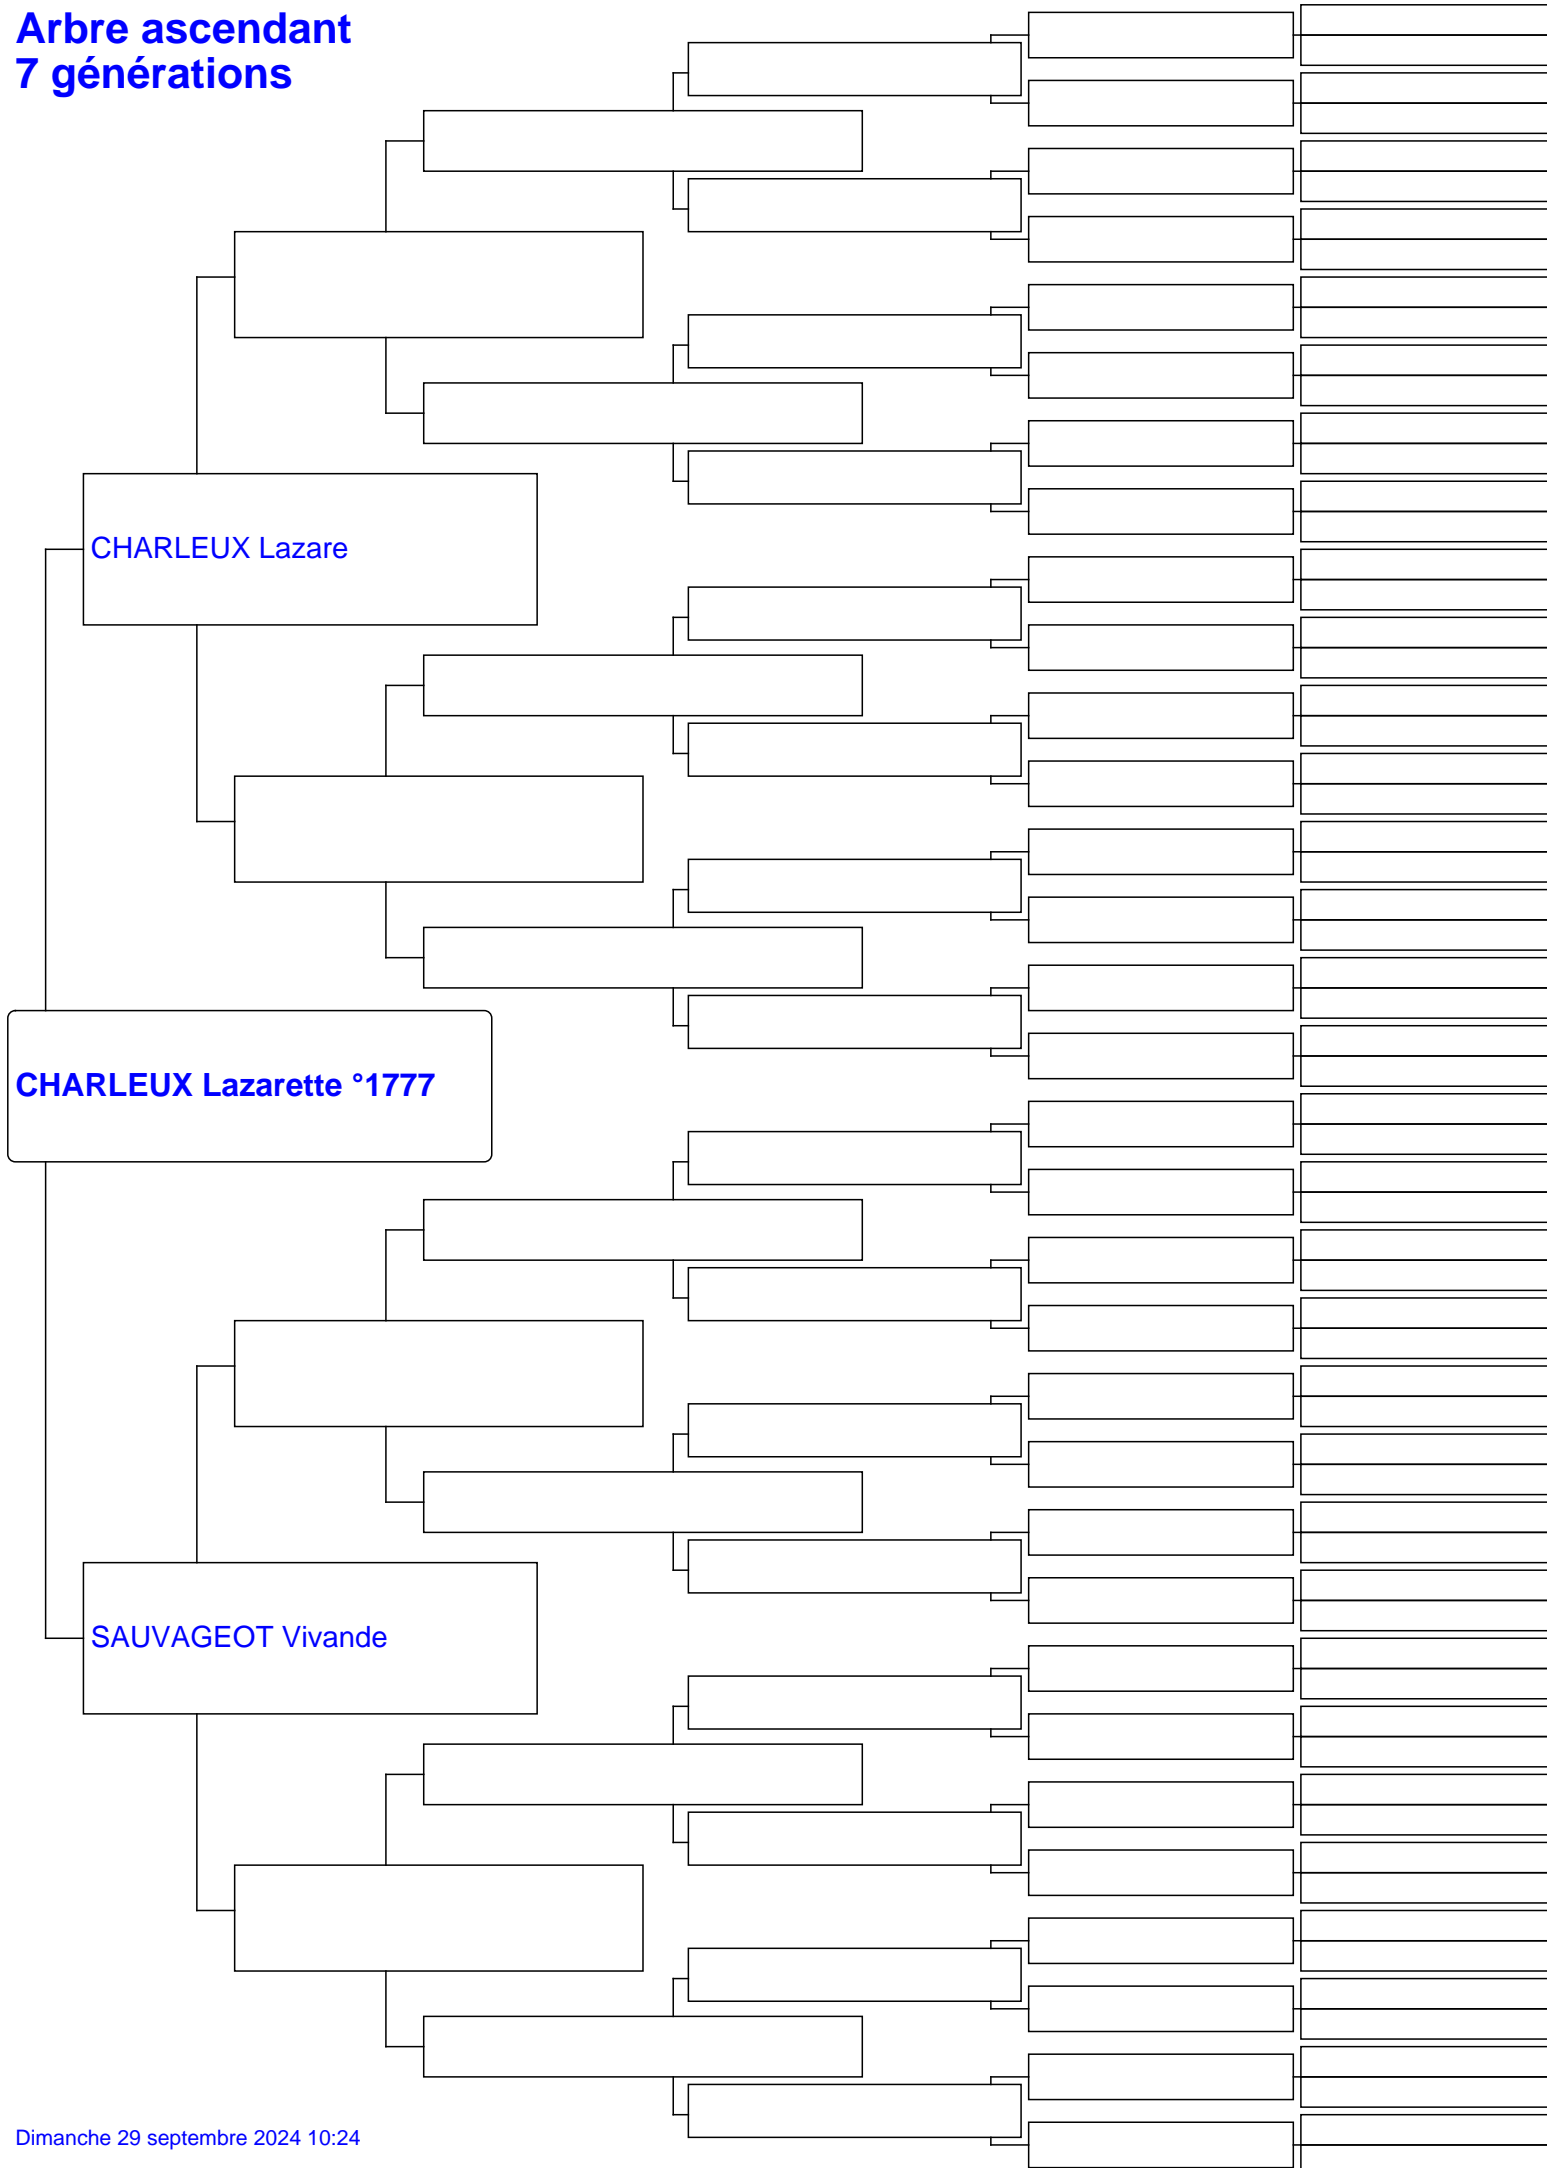 Arbre ascendant
7 générations
CHARLEUX Lazare
CHARLEUX Lazarette °1777
SAUVAGEOT Vivande
Dimanche 29 septembre 2024 10:24